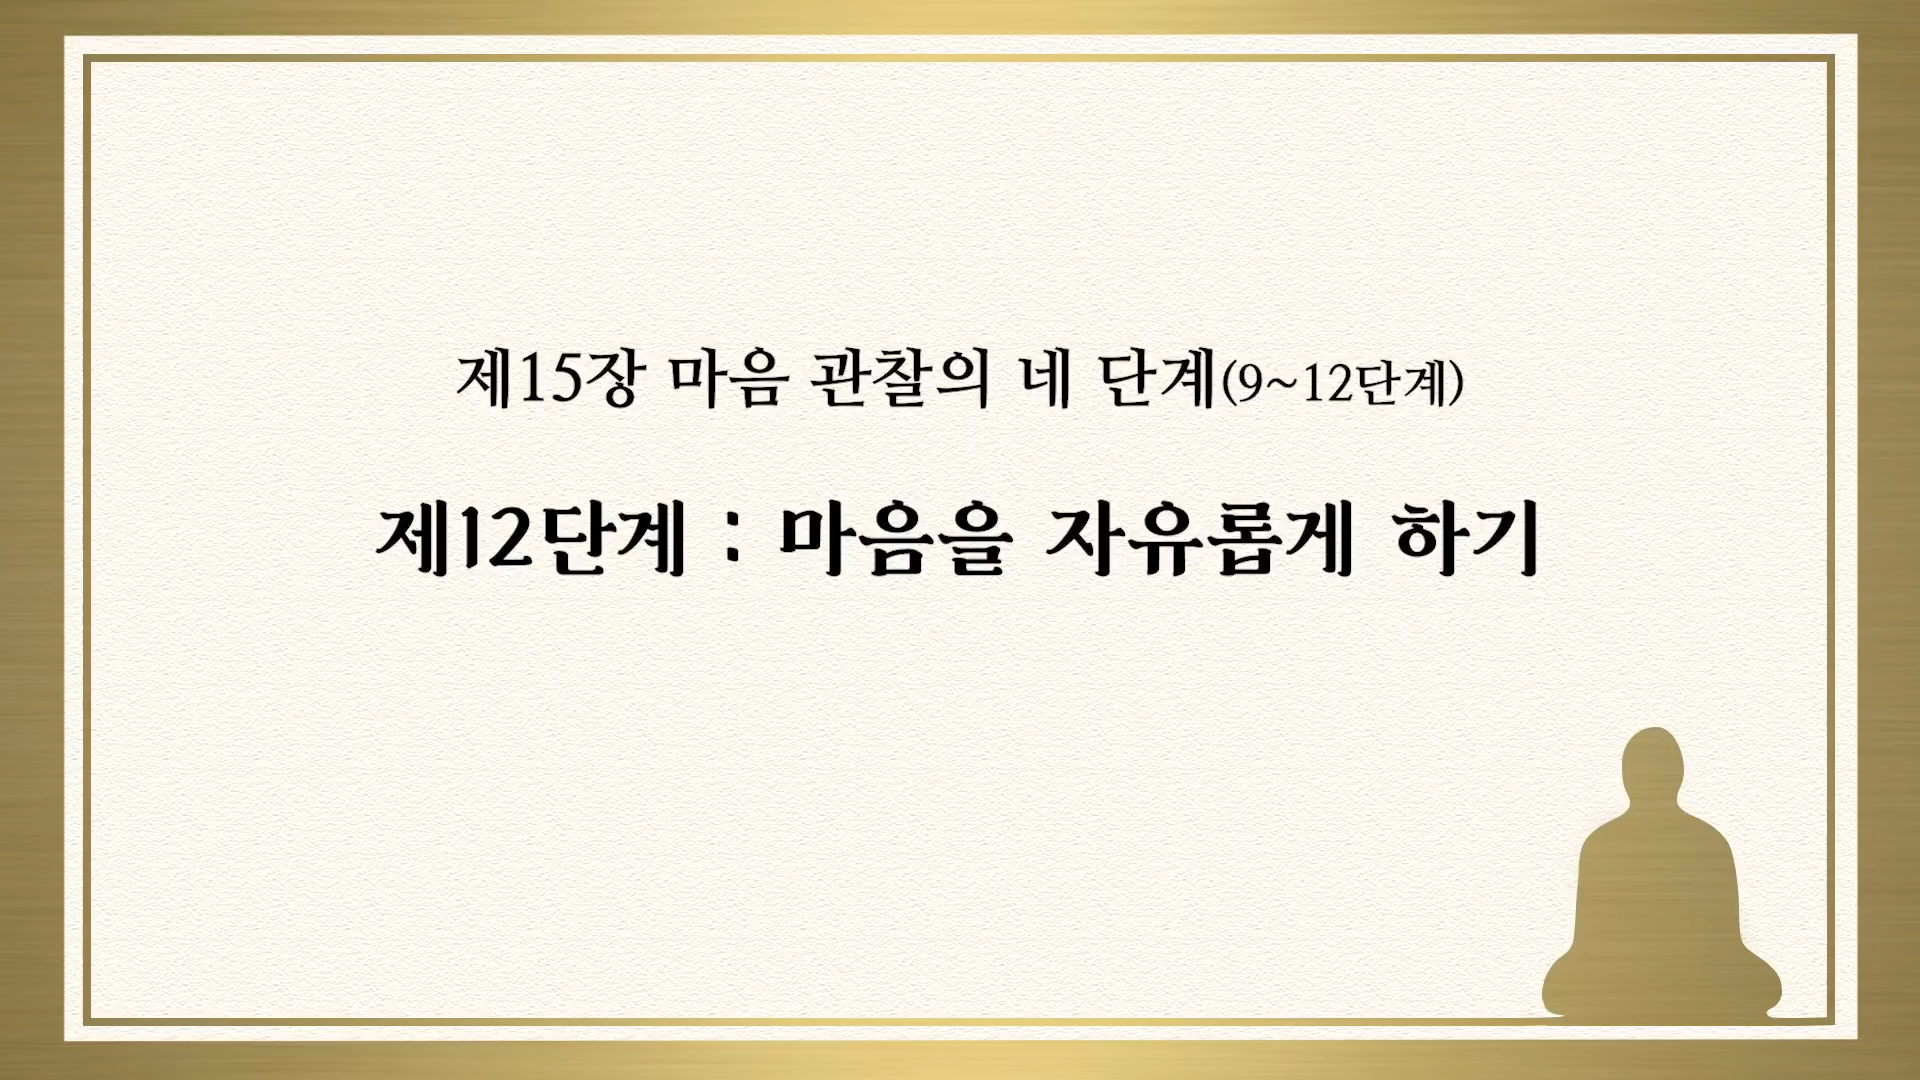 제15장 마음 관찰의 네 단계(9~12단계)
제12단계 : 마음을 자유롭게 하기